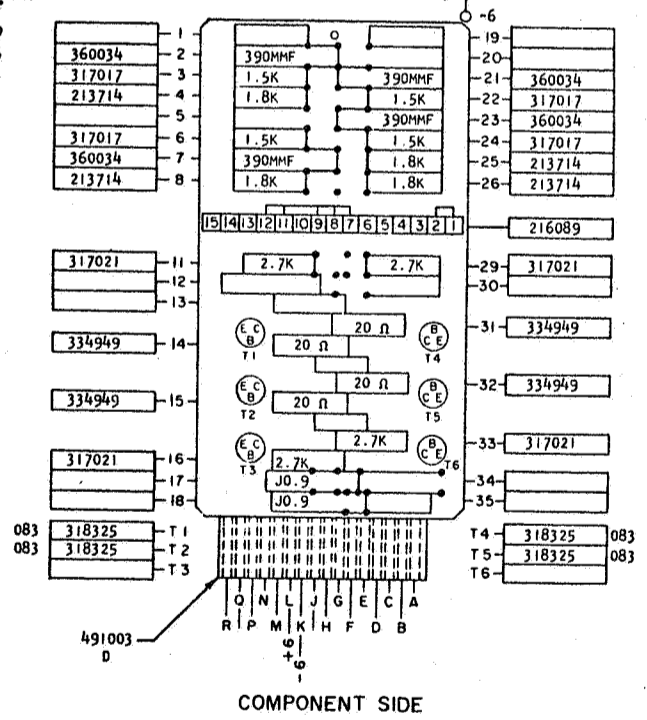 -6
1 19
360034 2 390MMF 20
317017 3 1.5K 390MMF 21 360034
213714 4 1.8K 1.5K 22 317017
5 390MMF 23 360034
317017 6 1.5K 1.5K 24 317017
360034 7 390MMF 1.8K 25 213714
213714 8 1.8K 1.8K 26 213714
15 14 13 12 11 10 9 8 7 6 5 4 3 2 1 216089
317021 11 2.7K 2.7K 29 317021
12 30
13
20 Ω 31 334949
334949 14 E C B T1 20 Ω B C E T4
20 Ω 32 334949
334949 15 E C B T2 20 Ω B C E T5
2.7K 33 317021
317021 16 E C B T3 2.7K B C E T6
17 J0.9 34
18 J0.9 35
083 318325 T1 T4 318325 083
083 318325 T2 T5 318325 083
T3 T6
Q N L J G E C A
R P M K H F D B
491003
D
+6 -6
COMPONENT SIDE